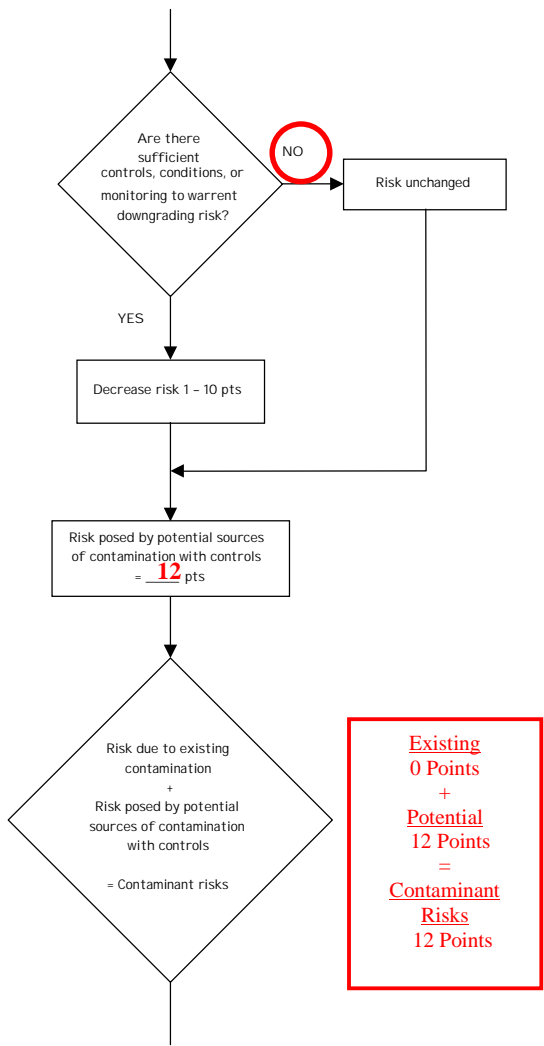 Are there
sufficient
controls, conditions, or
monitoring to warrent
downgrading risk?
NO
Risk unchanged
YES
Decrease risk 1 – 10 pts
Risk posed by potential sources
of contamination with controls
= 12 pts
Risk due to existing
contamination
+
Risk posed by potential
sources of contamination
with controls
= Contaminant risks
Existing
0 Points
+
Potential
12 Points
=
Contaminant
Risks
12 Points